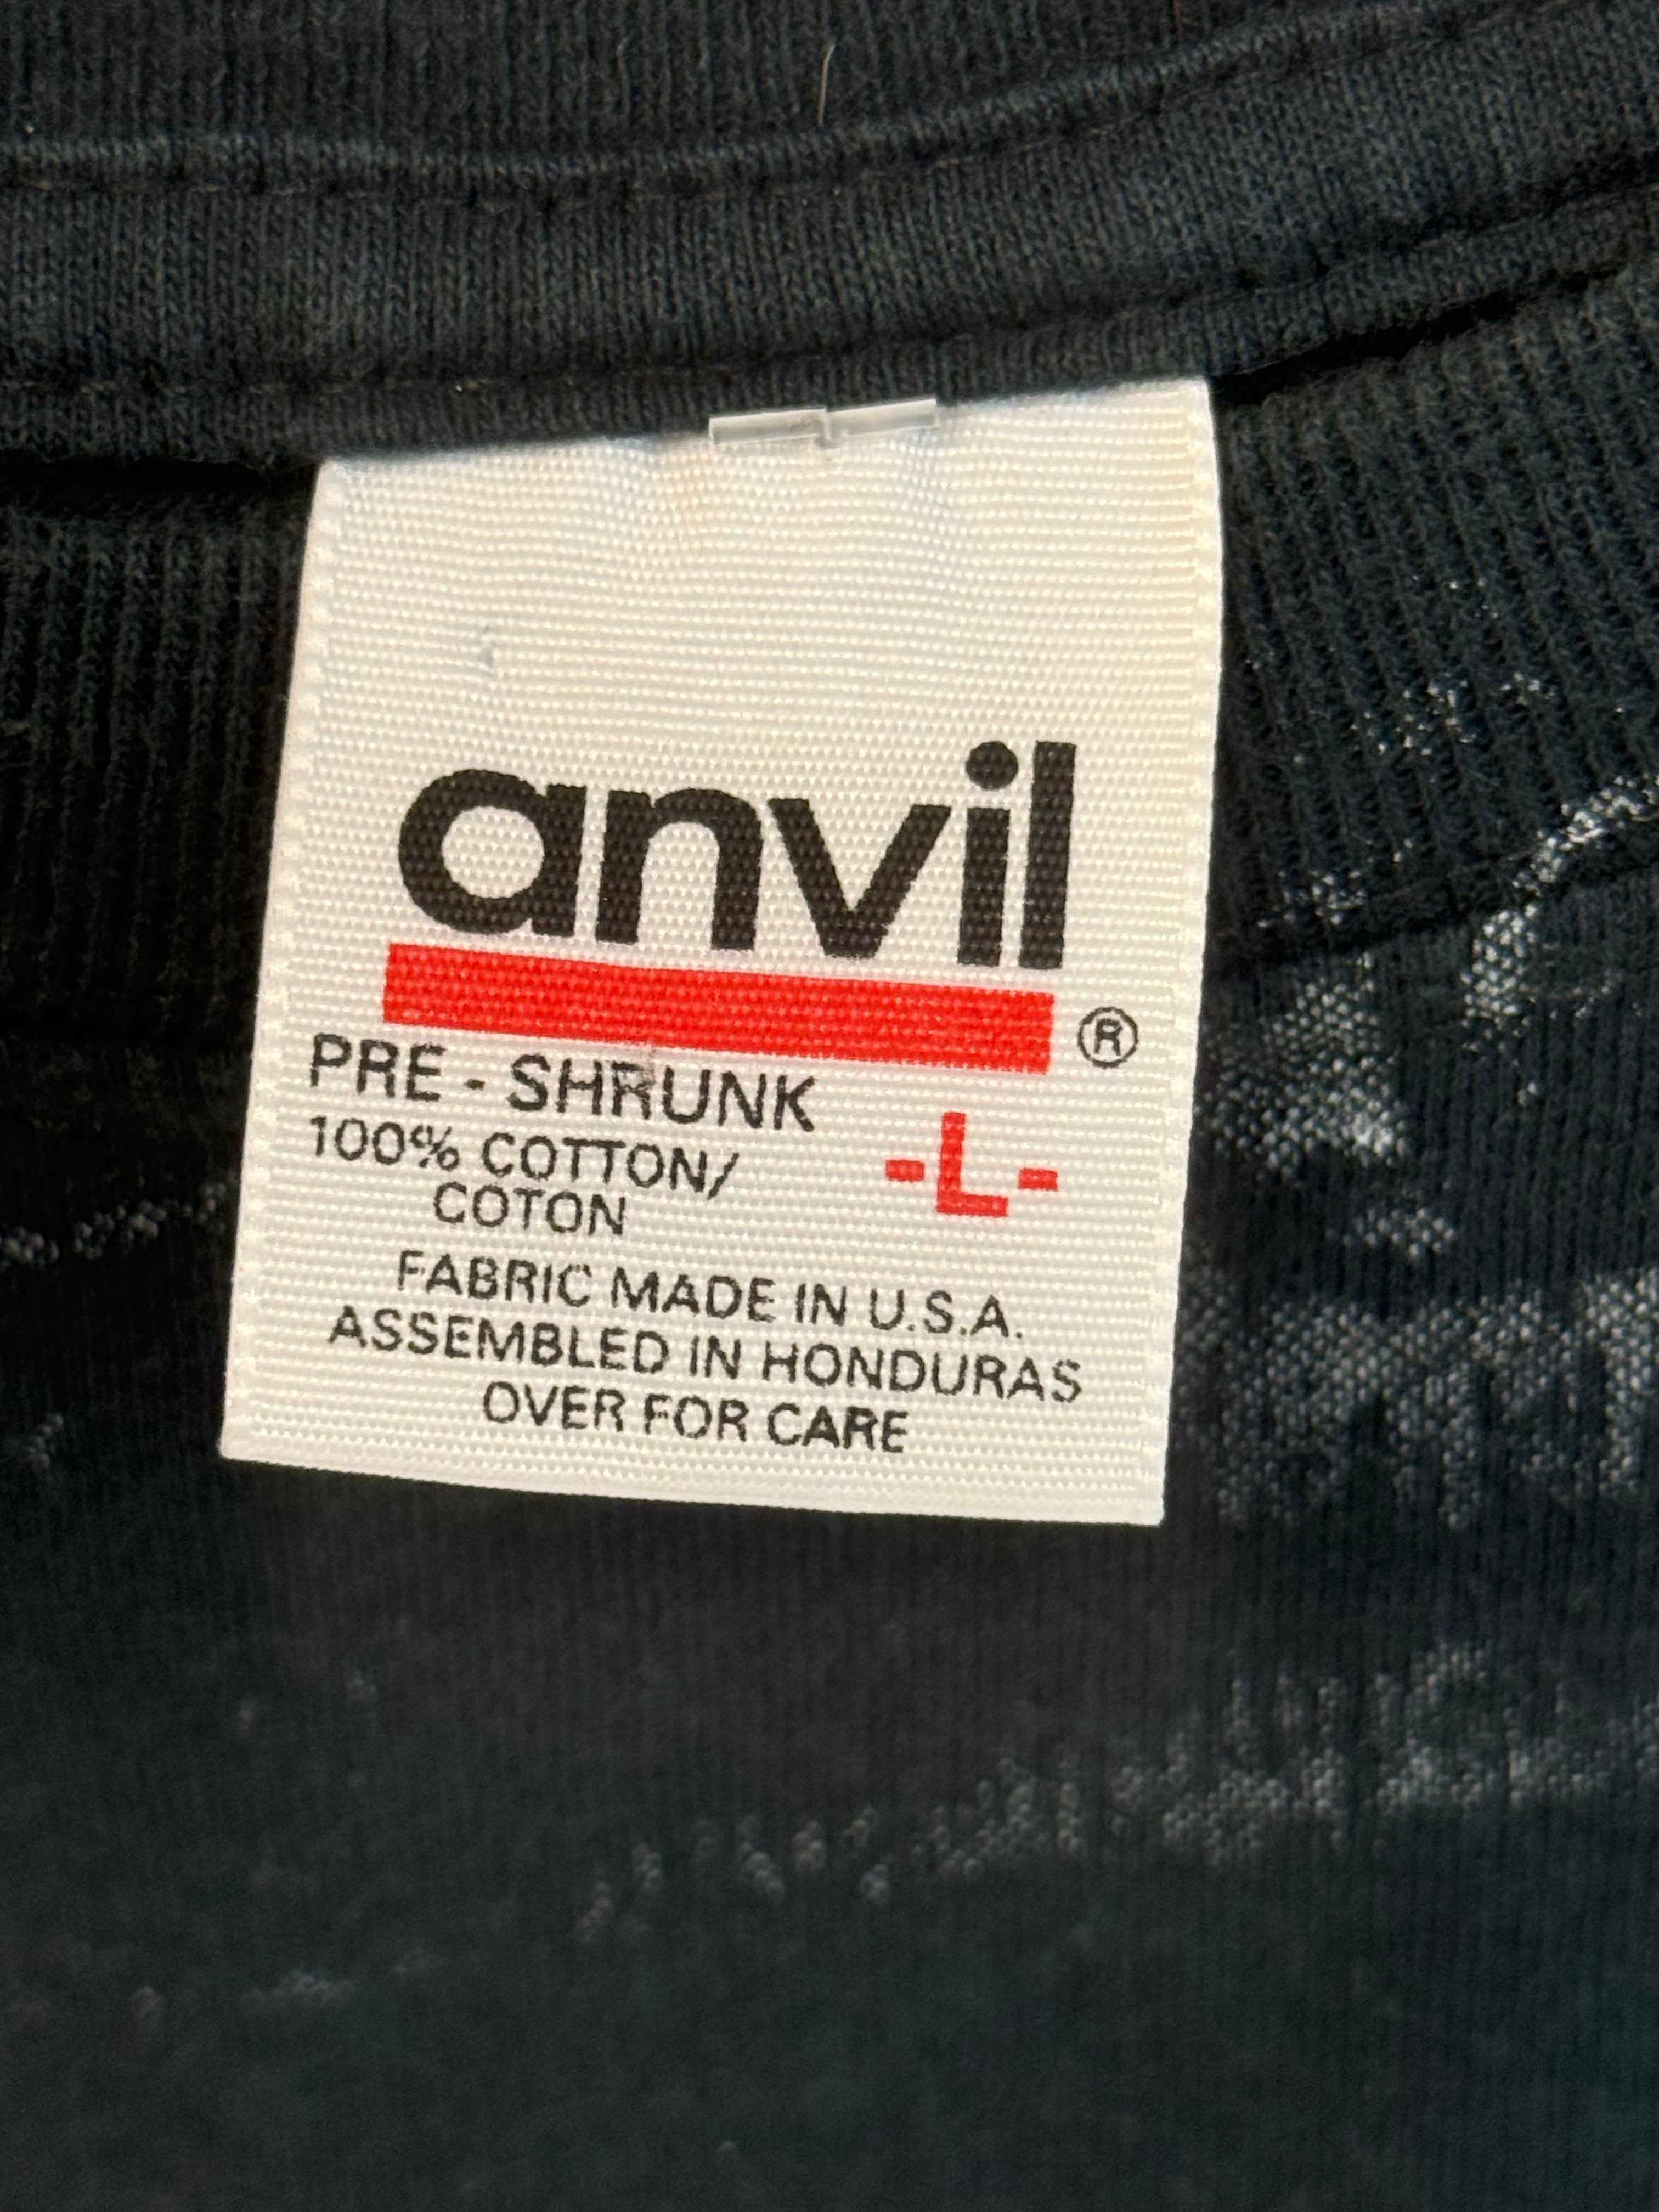 anvil
®
PRE - SHRUNK
100% COTTON/
COTON
-L-
FABRIC MADE IN U.S.A.
ASSEMBLED IN HONDURAS
OVER FOR CARE